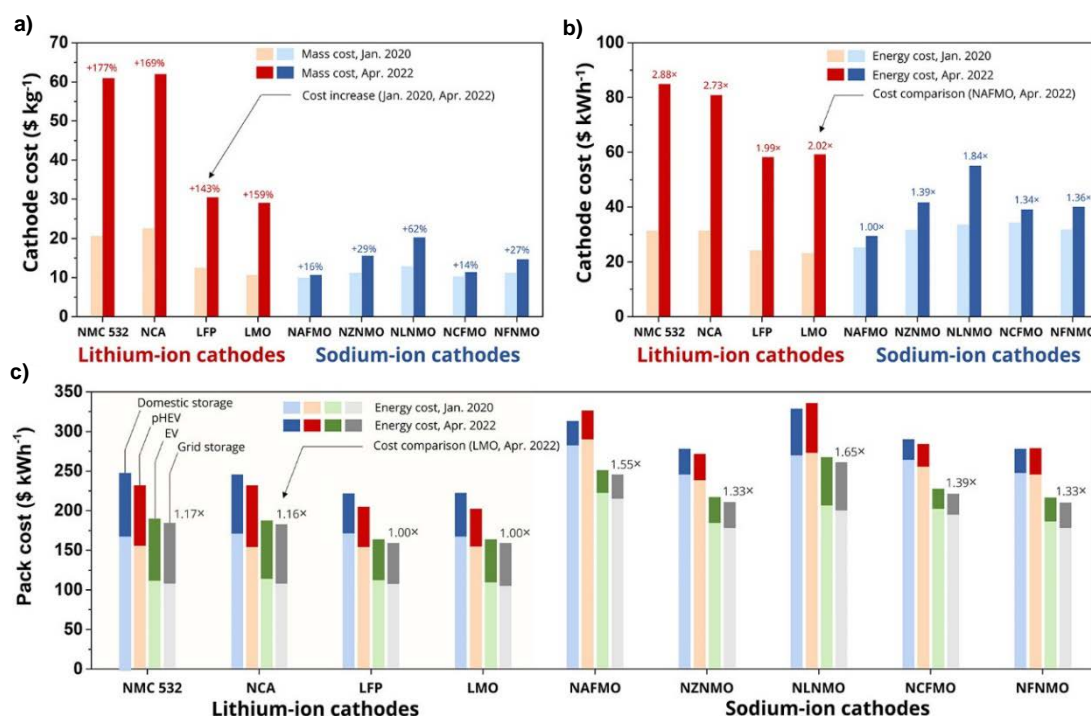 a)
Cathode cost ($ kg-1)
70
60
50
40
30
20
10
0
Mass cost, Jan. 2020
Mass cost, Apr. 2022
Cost increase (Jan. 2020, Apr. 2022)
+177%
+169%
+143%
+159%
+16%
+29%
+62%
+14%
+27%
NMC 532 NCA LFP LMO NAFMO NZNMO NLNMO NCFMO NFNMO
Lithium-ion cathodes Sodium-ion cathodes
b)
Cathode cost ($ kWh-1)
100
80
60
40
20
0
Energy cost, Jan. 2020
Energy cost, Apr. 2022
Cost comparison (NAFMO, Apr. 2022)
2.88×
2.73×
1.99×
2.02×
1.00×
1.39×
1.84×
1.34×
1.36×
NMC 532 NCA LFP LMO NAFMO NZNMO NLNMO NCFMO NFNMO
Lithium-ion cathodes Sodium-ion cathodes
c)
Pack cost ($ kWh-1)
350
300
250
200
150
100
50
0
Domestic storage
pHEV
EV
Grid storage
Energy cost, Jan. 2020
Energy cost, Apr. 2022
Cost comparison (LMO, Apr. 2022)
1.17×
1.16×
1.00×
1.00×
1.55×
1.33×
1.65×
1.39×
1.33×
NMC 532 NCA LFP LMO NAFMO NZNMO NLNMO NCFMO NFNMO
Lithium-ion cathodes Sodium-ion cathodes